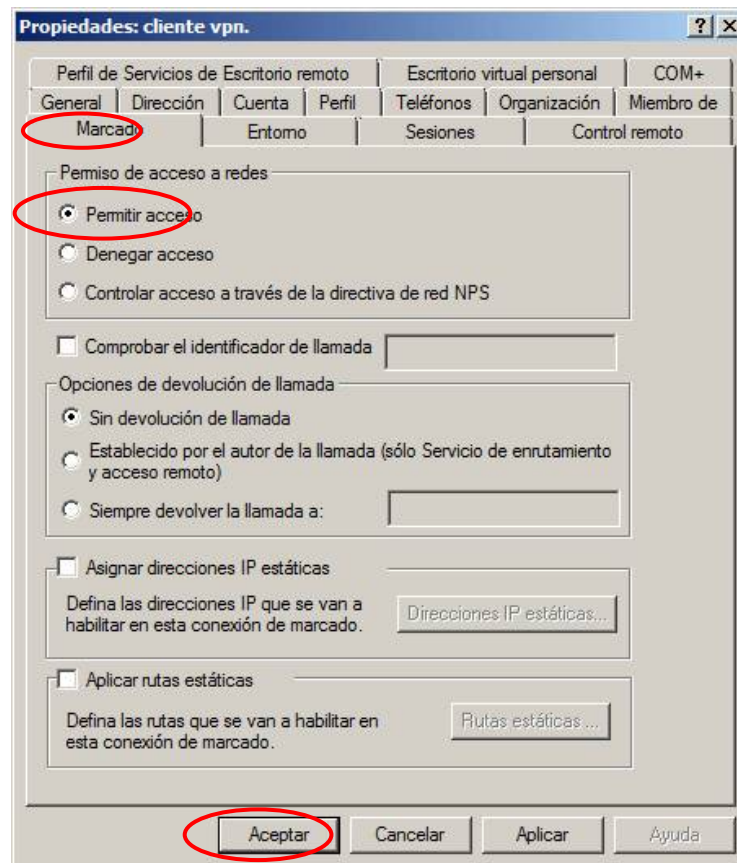 Propiedades: cliente vpn.
Perfil de Servicios de Escritorio remoto Escritorio virtual personal COM+
General Dirección Cuenta Perfil Teléfonos Organización Miembro de
Marcado Entorno Sesiones Control remoto
Permiso de acceso a redes
Permitir acceso
Denegar acceso
Controlar acceso a través de la directiva de red NPS
Comprobar el identificador de llamada
Opciones de devolución de llamada
Sin devolución de llamada
Establecido por el autor de la llamada (sólo Servicio de enrutamiento
y acceso remoto)
Siempre devolver la llamada a:
Asignar direcciones IP estáticas
Defina las direcciones IP que se van a
habilitar en esta conexión de marcado.
Direcciones IP estáticas...
Aplicar rutas estáticas
Defina las rutas que se van a habilitar en
esta conexión de marcado.
Rutas estáticas ...
Aceptar Cancelar Aplicar Ayuda